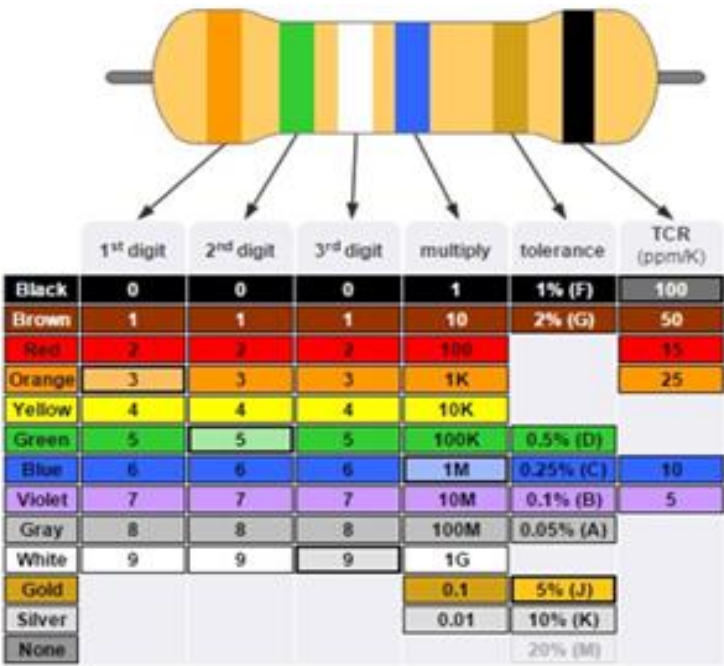 1st digit 2nd digit 3rd digit multiply tolerance TCR (ppm/K)
Black 0 0 0 1 1% (F) 100
Brown 1 1 1 10 2% (G) 50
Red 2 2 2 100 15
Orange 3 3 3 1K 25
Yellow 4 4 4 10K
Green 5 5 5 100K 0.5% (D)
Blue 6 6 6 1M 0.25% (C) 10
Violet 7 7 7 10M 0.1% (B) 5
Gray 8 8 8 100M 0.05% (A)
White 9 9 9 1G
Gold 0.1 5% (J)
Silver 0.01 10% (K)
None 20% (M)